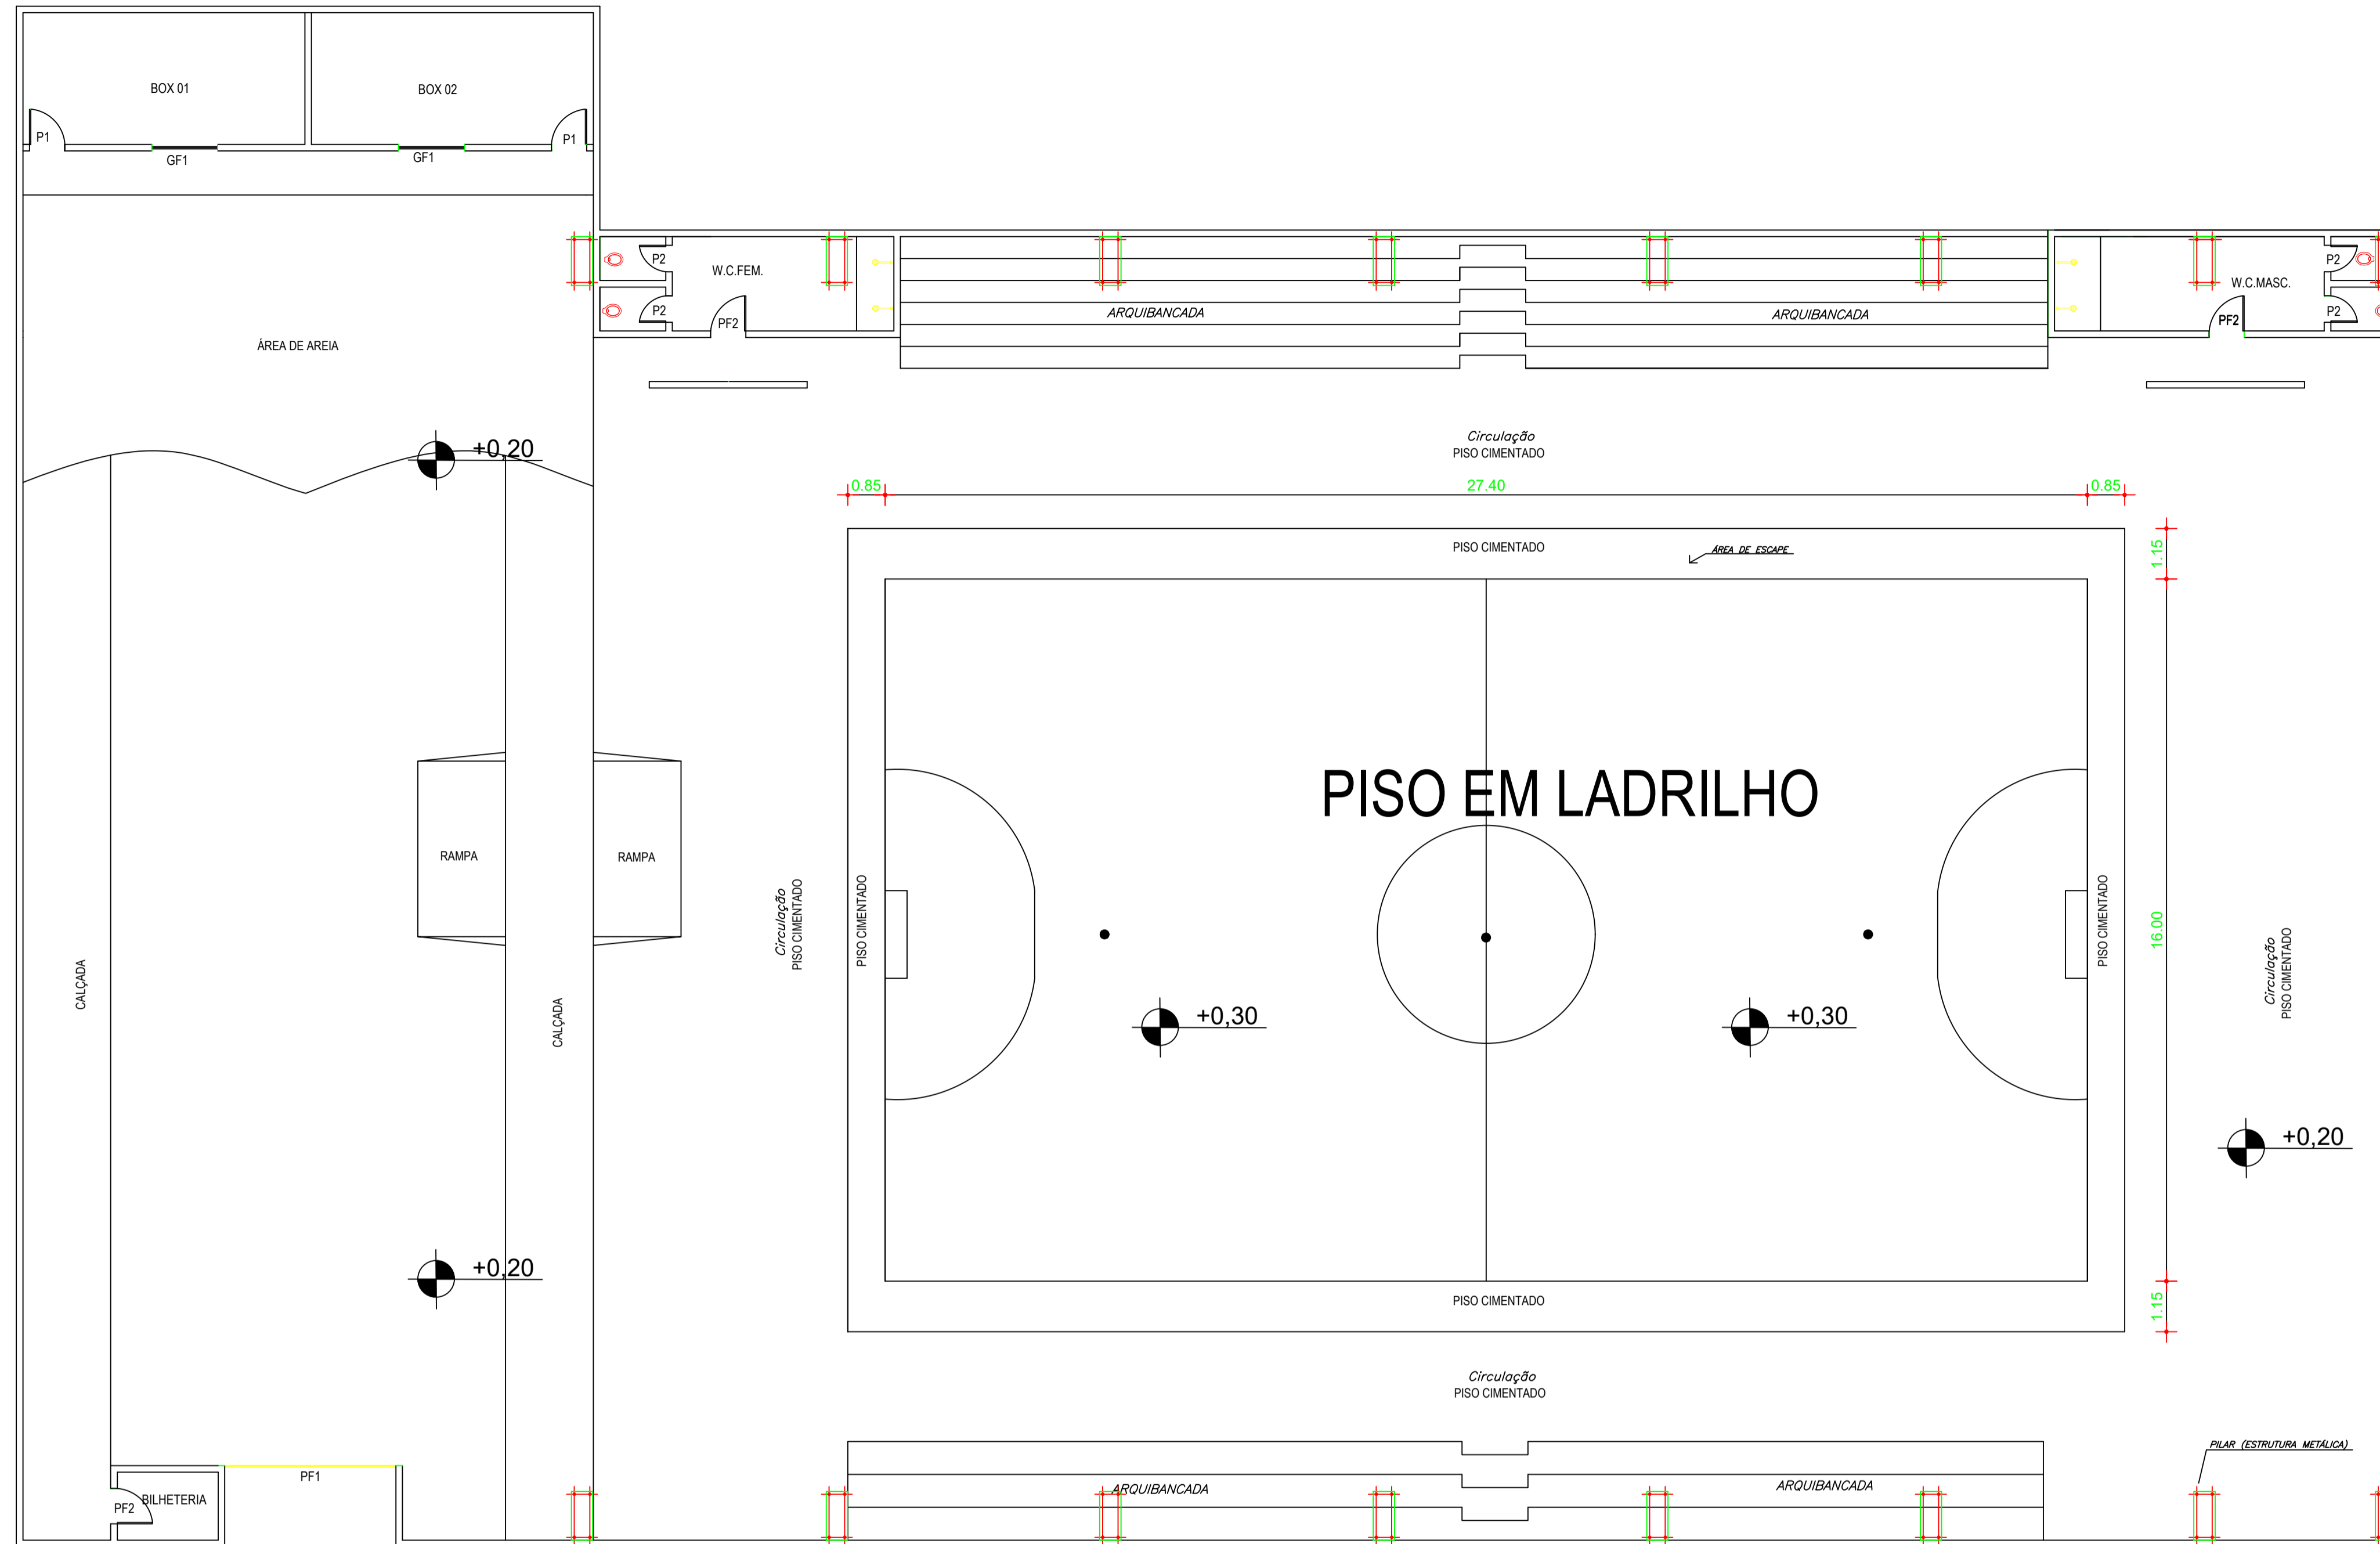 BOX 01
BOX 02
P1
P1
GF1
GF1
P2
W.C.FEM.
P2
PF2
ARQUIBANCADA
ARQUIBANCADA
P2
W.C.MASC.
P2
PF2
ÁREA DE AREIA
+0,20
Circulação
PISO CIMENTADO
0.85
27.40
0.85
PISO CIMENTADO
ÁREA DE ESCAPE
1.15
PISO EM LADRILHO
RAMPA
RAMPA
Circulação
PISO CIMENTADO
PISO CIMENTADO
PISO CIMENTADO
16.00
Circulação
PISO CIMENTADO
CALÇADA
CALÇADA
+0,30
+0,30
+0,20
+0,20
PISO CIMENTADO
1.15
Circulação
PISO CIMENTADO
PILAR (ESTRUTURA METÁLICA)
PF1
ARQUIBANCADA
ARQUIBANCADA
PF2
BILHETERIA